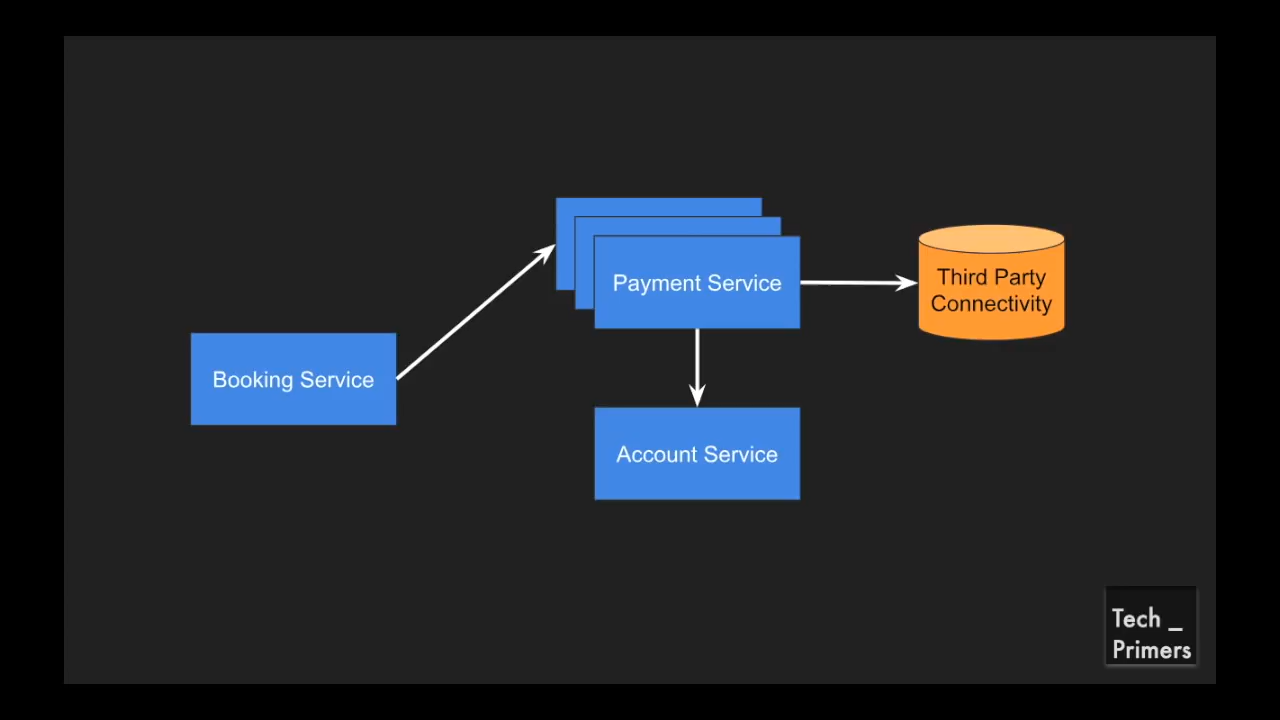 Payment Service
Third Party
Connectivity
Booking Service
Account Service
Tech _
Primers